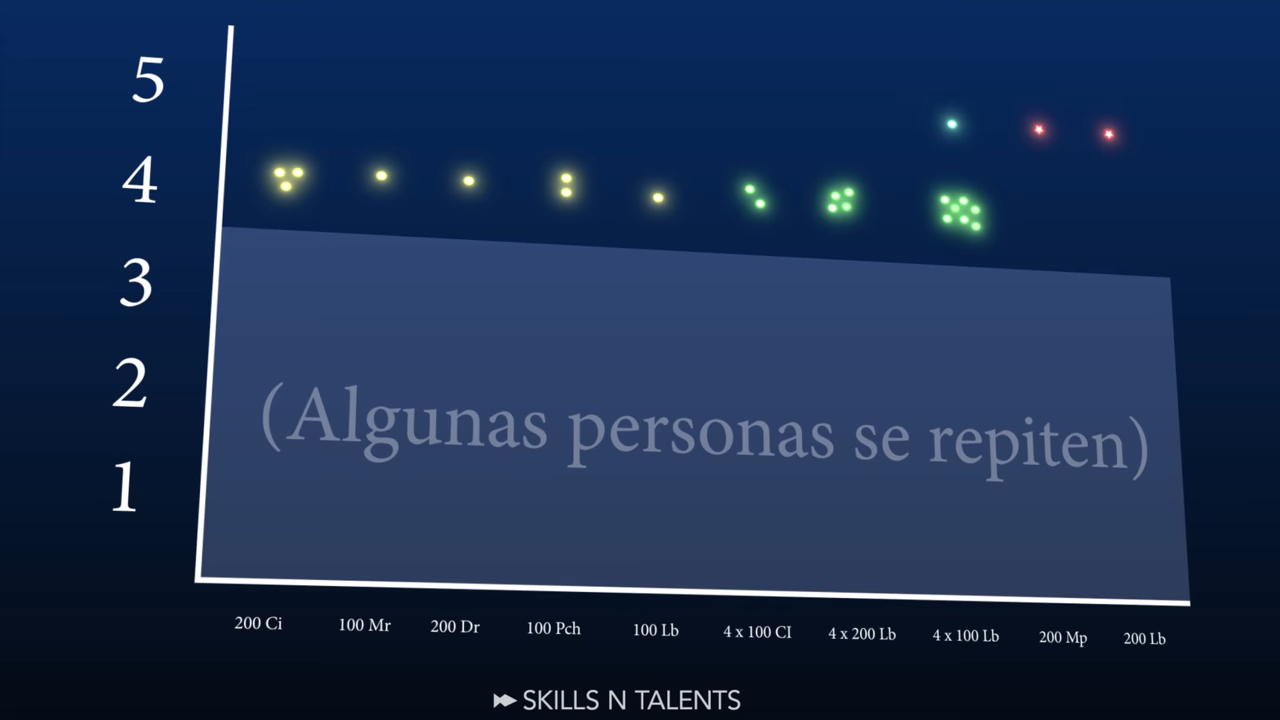 5
4
3
2
1
(Algunas personas se repiten)
200 Ci
100 Mr
200 Dr
100 Pch
100 Lb
4 x 100 CI
4 x 200 Lb
4 x 100 Lb
200 Mp
200 Lb
SKILLS N TALENTS